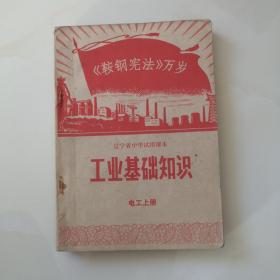 《鞍钢宪法》万岁
辽宁省中学试用课本
工业基础知识
电工上册